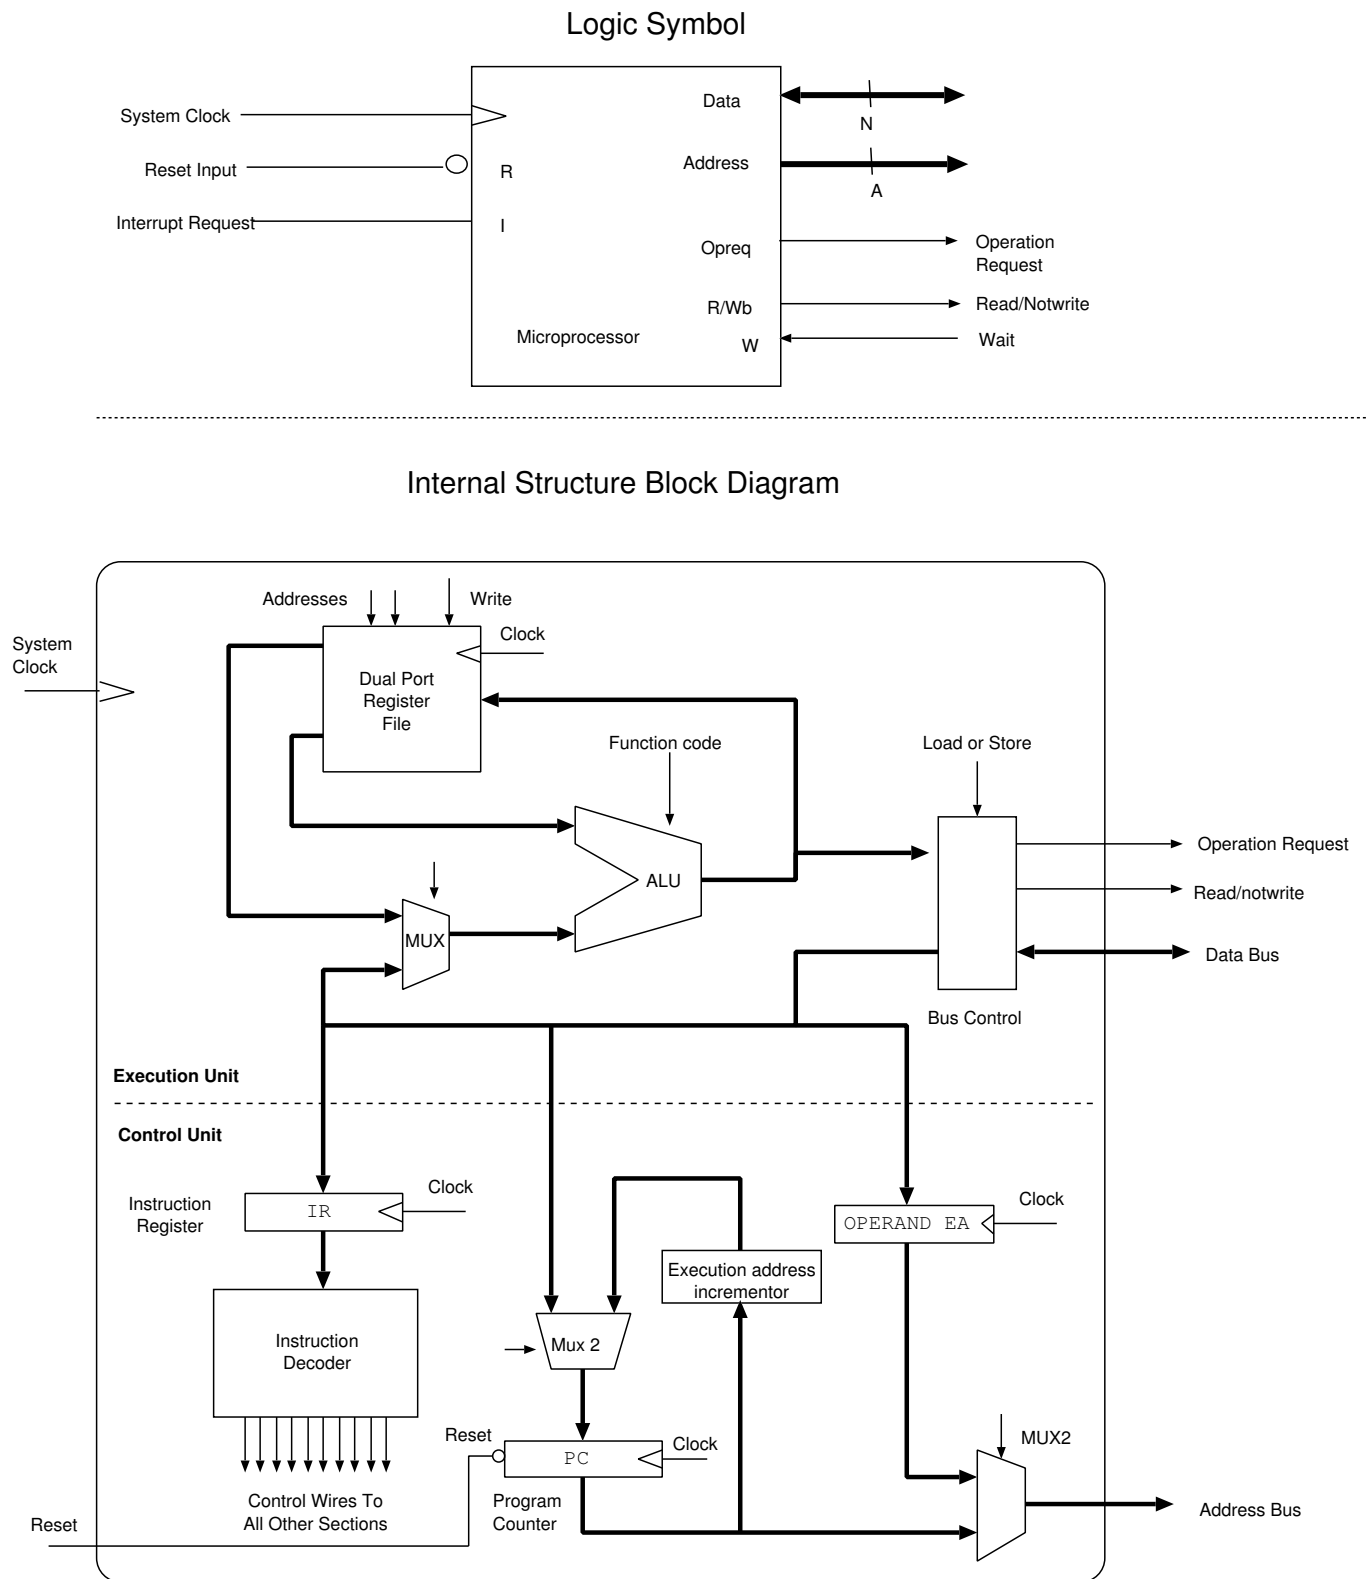 Logic Symbol
System Clock
Reset Input
Interrupt Request
R
I
Microprocessor
Data
Address
Opreq
R/Wb
W
N
A
Operation
Request
Read/Notwrite
Wait
Internal Structure Block Diagram
System
Clock
Addresses
Write
Clock
Dual Port
Register
File
Function code
Load or Store
ALU
MUX
Operation Request
Read/notwrite
Data Bus
Bus Control
Execution Unit
Control Unit
Instruction
Register
IR
Clock
OPERAND EA
Clock
Execution address
incrementor
Instruction
Decoder
Mux 2
Reset
PC
Clock
Program
Counter
MUX2
Control Wires To
All Other Sections
Reset
Address Bus